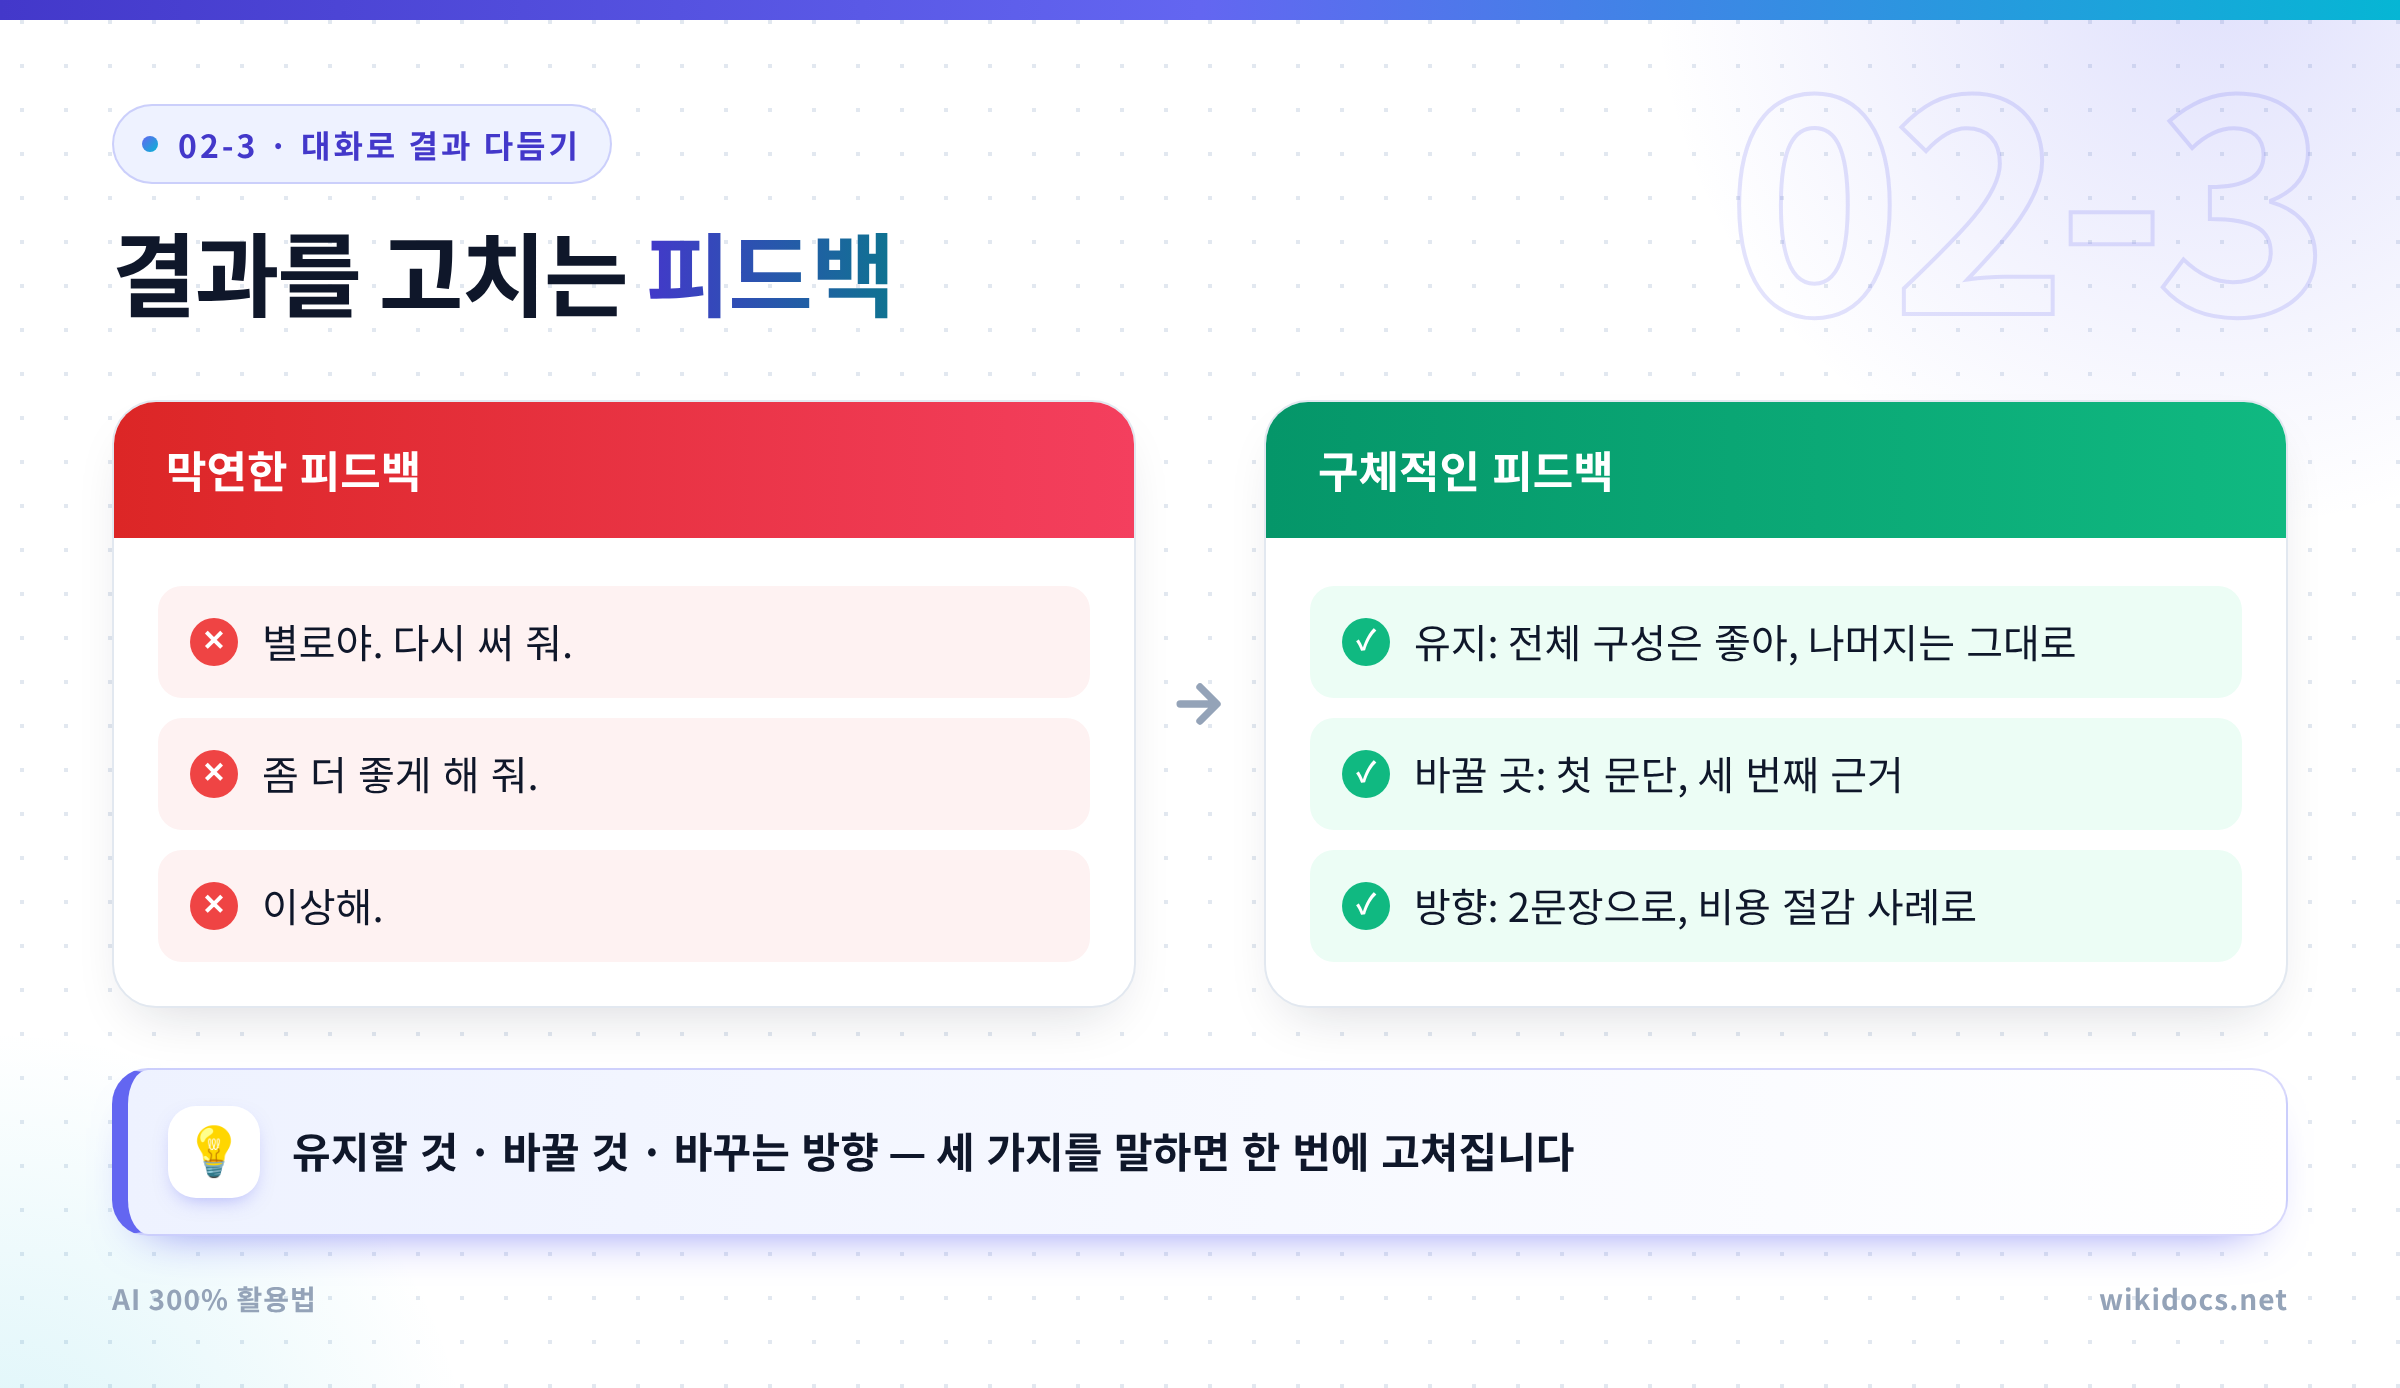 02-3 · 대화로 결과 다듬기
02-3
결과를 고치는 피드백
막연한 피드백
별로야. 다시 써 줘.
좀 더 좋게 해 줘.
이상해.
구체적인 피드백
유지: 전체 구성은 좋아, 나머지는 그대로
바꿀 곳: 첫 문단, 세 번째 근거
방향: 2문장으로, 비용 절감 사례로
유지할 것 · 바꿀 것 · 바꾸는 방향 — 세 가지를 말하면 한 번에 고쳐집니다
AI 300% 활용법
wikidocs.net